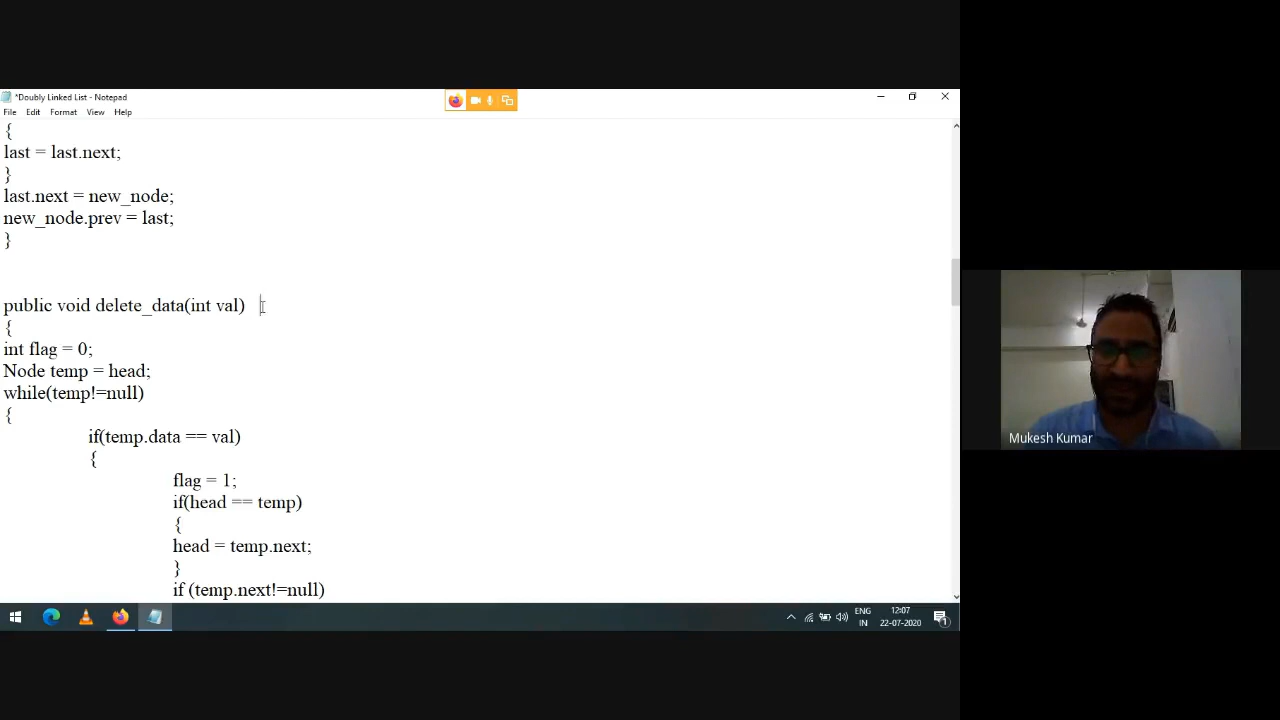 *Doubly Linked List - Notepad
File Edit Format View Help
{
last = last.next;
}
last.next = new_node;
new_node.prev = last;
}
public void delete_data(int val)
{
int flag = 0;
Node temp = head;
while(temp!=null)
{
if(temp.data == val)
{
flag = 1;
if(head == temp)
{
head = temp.next;
}
if (temp.next!=null)
Mukesh Kumar
ENG
IN
12:07
22-07-2020
1